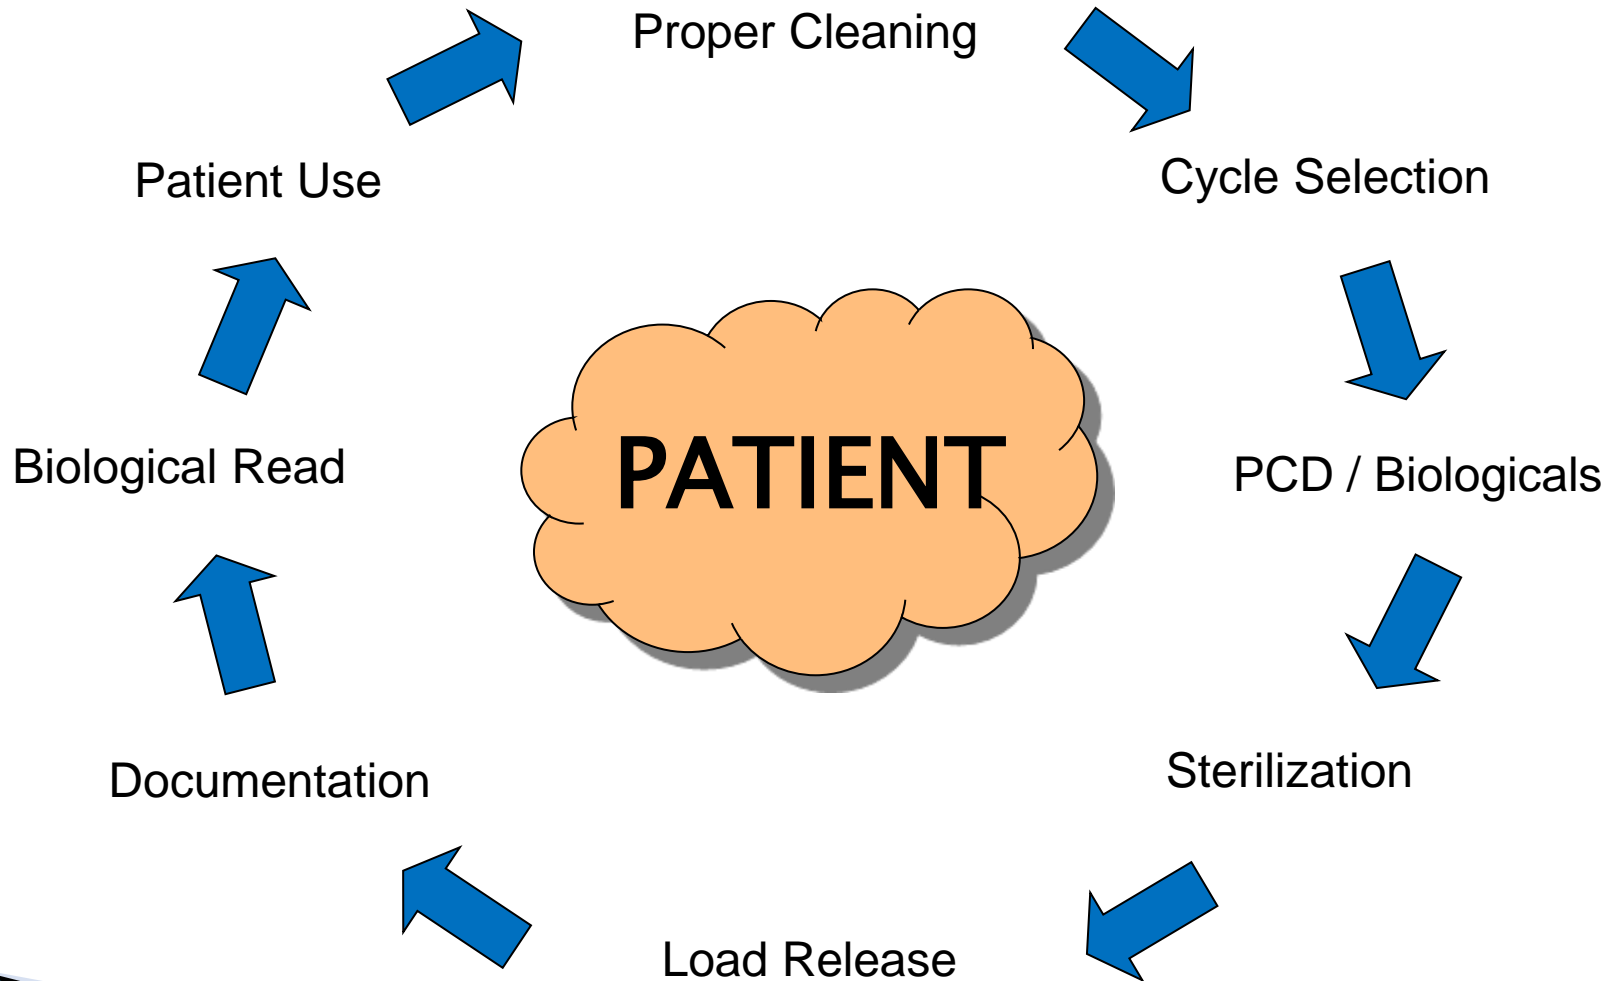 Proper Cleaning
Cycle Selection
PCD / Biologicals
Sterilization
Load Release
Documentation
Biological Read
Patient Use
PATIENT